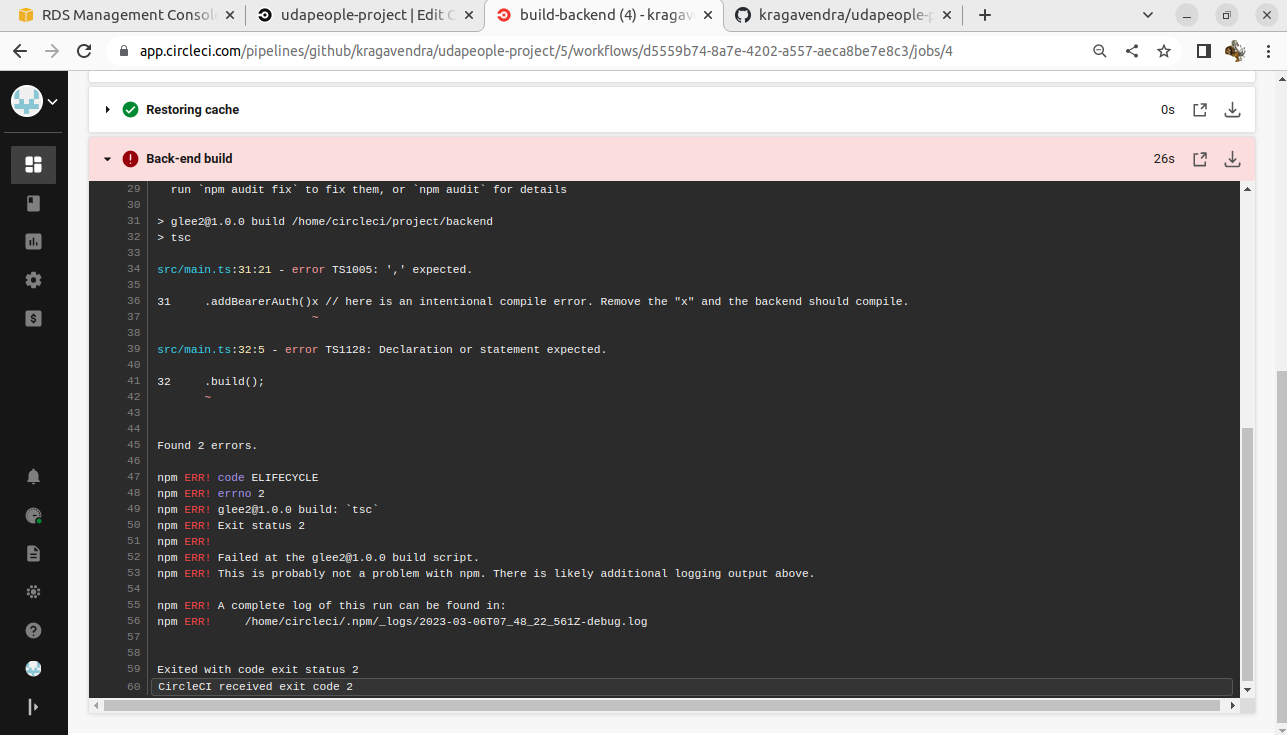 RDS Management Consol
udapeople-project | Edit C
build-backend (4) - kragav
kragavendra/udapeople-p
app.circleci.com/pipelines/github/kragavendra/udapeople-project/5/workflows/d5559b74-8a7e-4202-a557-aeca8be7e8c3/jobs/4
Restoring cache 0s
Back-end build 26s
29 run `npm audit fix` to fix them, or `npm audit` for details
30
31 > glee2@1.0.0 build /home/circleci/project/backend
32 > tsc
33
34 src/main.ts:31:21 - error TS1005: ',' expected.
35
36 31     .addBearerAuth()x // here is an intentional compile error. Remove the "x" and the backend should compile.
37 ~
38
39 src/main.ts:32:5 - error TS1128: Declaration or statement expected.
40
41 32     .build();
42 ~
43
44
45 Found 2 errors.
46
47 npm ERR! code ELIFECYCLE
48 npm ERR! errno 2
49 npm ERR! glee2@1.0.0 build: `tsc`
50 npm ERR! Exit status 2
51 npm ERR!
52 npm ERR! Failed at the glee2@1.0.0 build script.
53 npm ERR! This is probably not a problem with npm. There is likely additional logging output above.
54
55 npm ERR! A complete log of this run can be found in:
56 npm ERR!     /home/circleci/.npm/_logs/2023-03-06T07_48_22_561Z-debug.log
57
58
59 Exited with code exit status 2
60 CircleCI received exit code 2